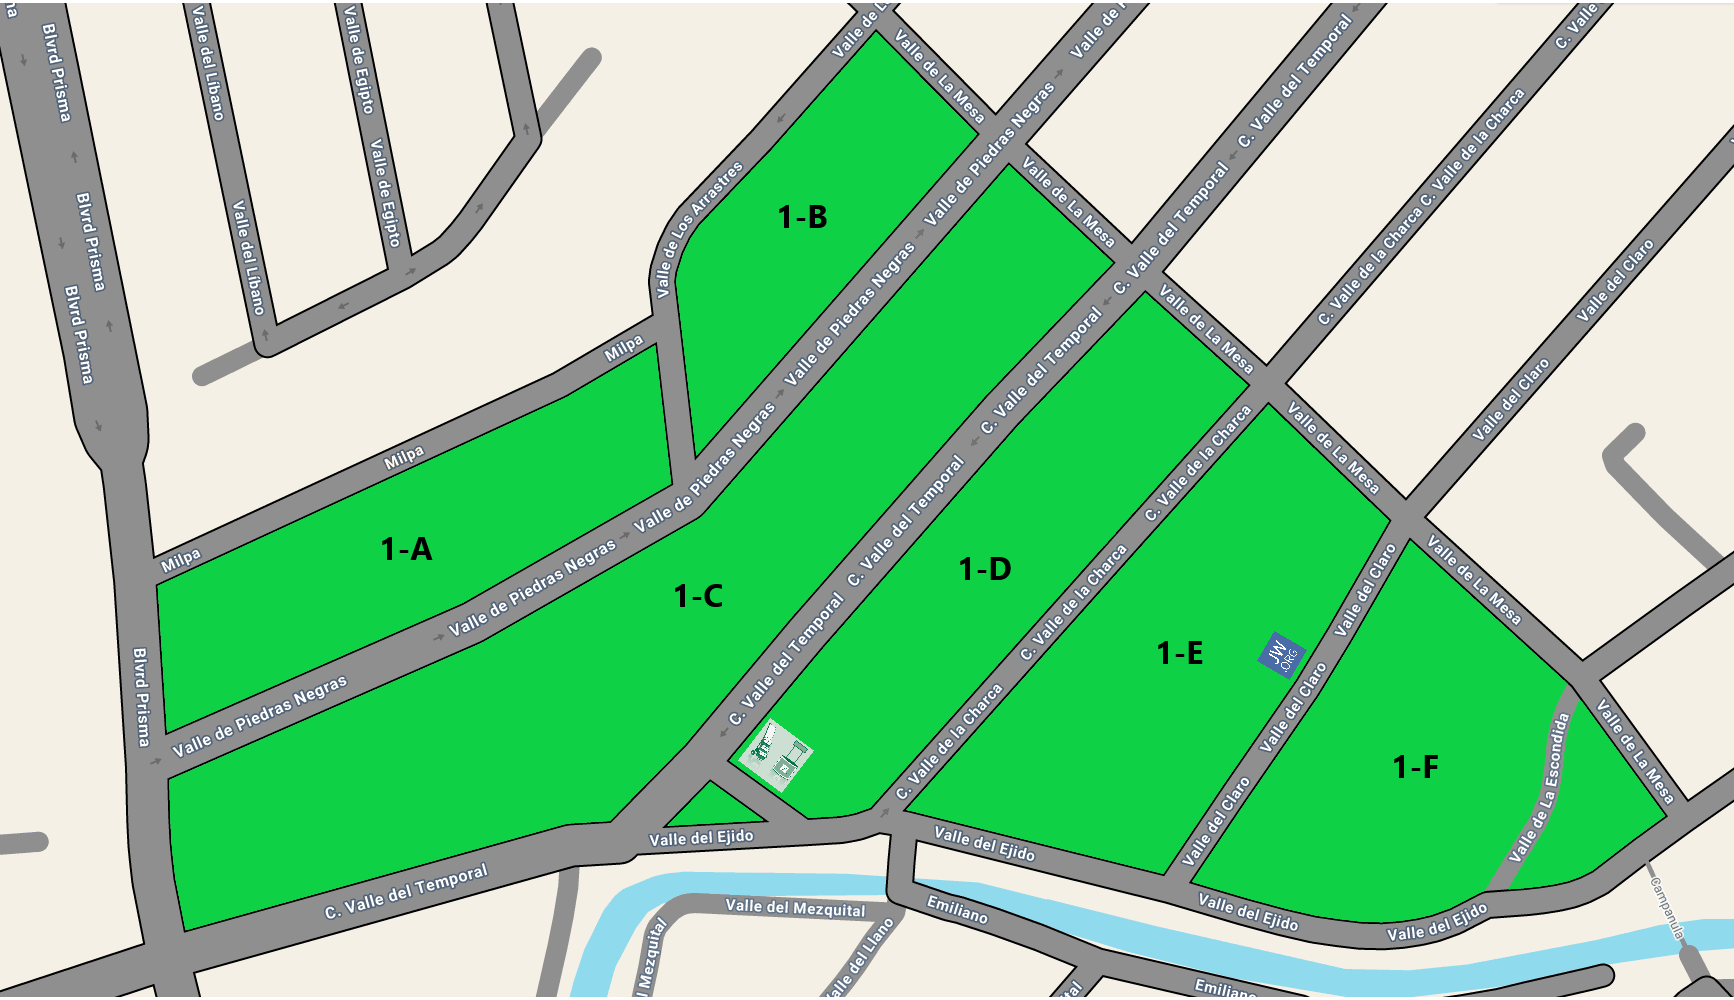 Blvrd Prisma
Valle del Líbano
Valle de Egipto
Valle de Los Arrastres
Valle de La Mesa
Valle de Piedras Negras
C. Valle del Temporal
C. Valle de la Charca
C. Valle de la Charca
Valle de Egipto
Valle del Líbano
Blvrd Prisma
Blvrd Prisma
1-B
Valle de Piedras Negras
Valle de La Mesa
C. Valle del Temporal
Valle del Claro
Milpa
Milpa
Milpa
Valle de Piedras Negras
C. Valle del Temporal
Valle de La Mesa
Valle del Claro
1-A
Valle de Piedras Negras
Valle de Piedras Negras
C. Valle del Temporal
C. Valle de la Charca
Valle de La Mesa
1-C
1-D
C. Valle del Temporal
C. Valle de la Charca
Valle del Claro
Valle de La Mesa
1-E
JW
.ORG
Blvrd Prisma
Valle de Piedras Negras
C. Valle del Temporal
C. Valle de la Charca
Valle del Claro
1-F
Valle de La Escondida
Valle de La Mesa
Valle del Claro
Valle del Ejido
Valle del Ejido
C. Valle del Temporal
Valle del Mezquital
Emiliano
Valle del Ejido
Valle del Ejido
Campanula
Mezquital
Valle del Llano
Emiliano